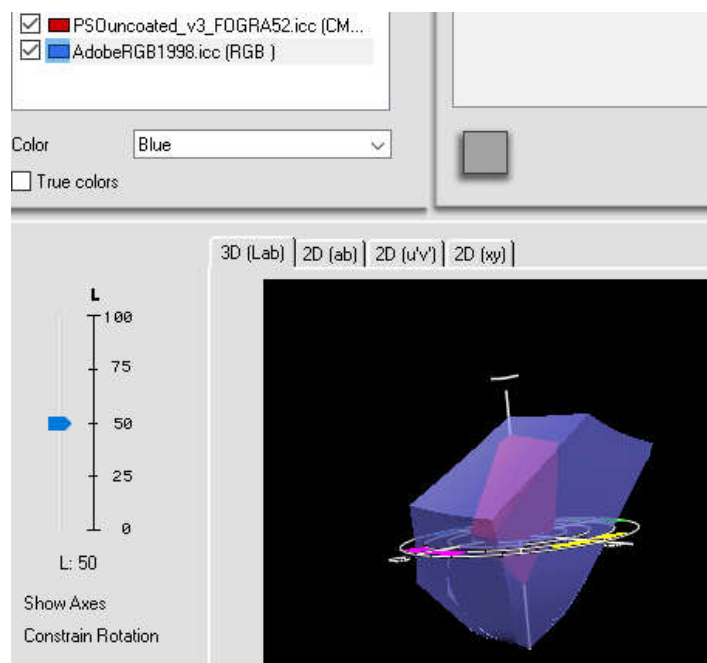 PSOuncoated_v3_FOGRA52.icc (CM...
AdobeRGB1998.icc (RGB )
Color
Blue
True colors
3D (Lab)
2D (ab)
2D (u'v')
2D (xy)
L
100
75
50
25
0
L: 50
Show Axes
Constrain Rotation